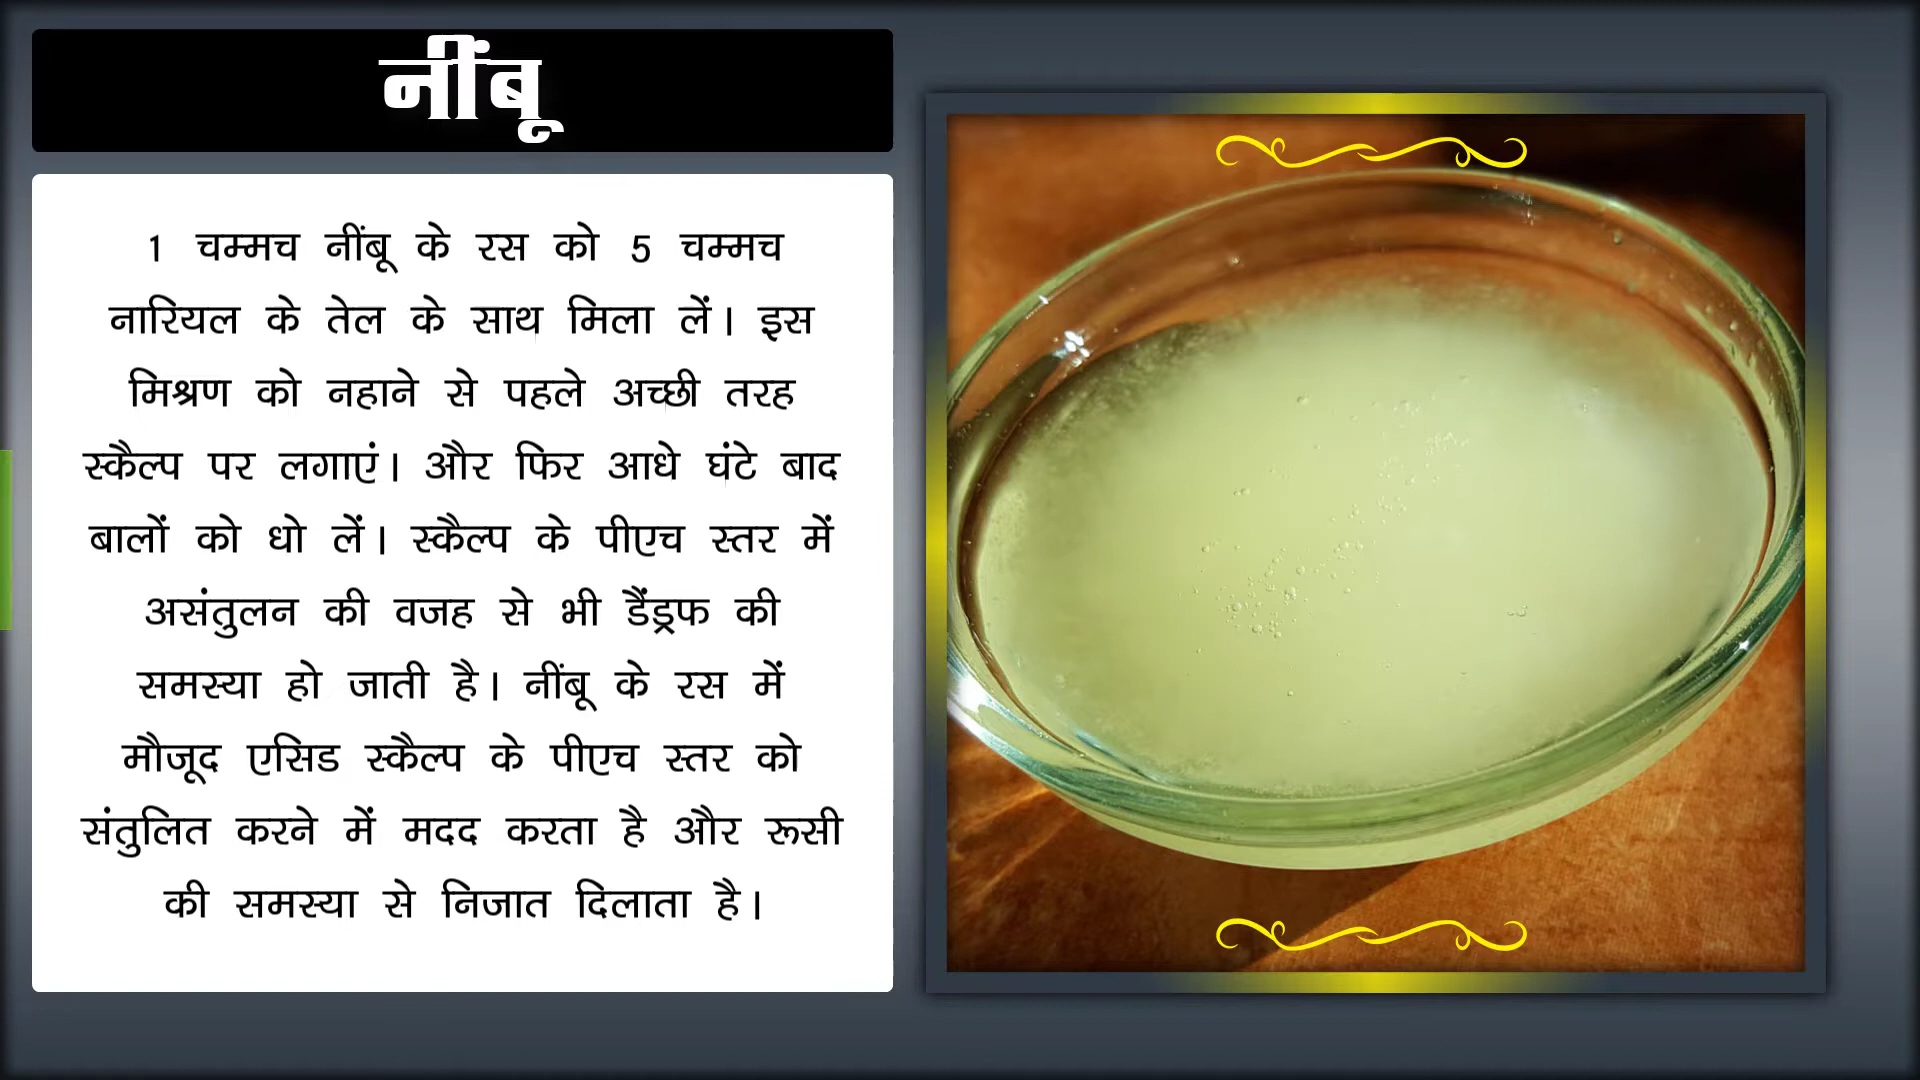 नींबू
1 चम्मच नींबू के रस को 5 चम्मच
नारियल के तेल के साथ मिला लें। इस
मिश्रण को नहाने से पहले अच्छी तरह
स्कैल्प पर लगाएं। और फिर आधे घंटे बाद
बालों को धो लें। स्कैल्प के पीएच स्तर में
असंतुलन की वजह से भी डैंड्रफ की
समस्या हो जाती है। नींबू के रस में
मौजूद एसिड स्कैल्प के पीएच स्तर को
संतुलित करने में मदद करता है और रूसी
की समस्या से निजात दिलाता है।